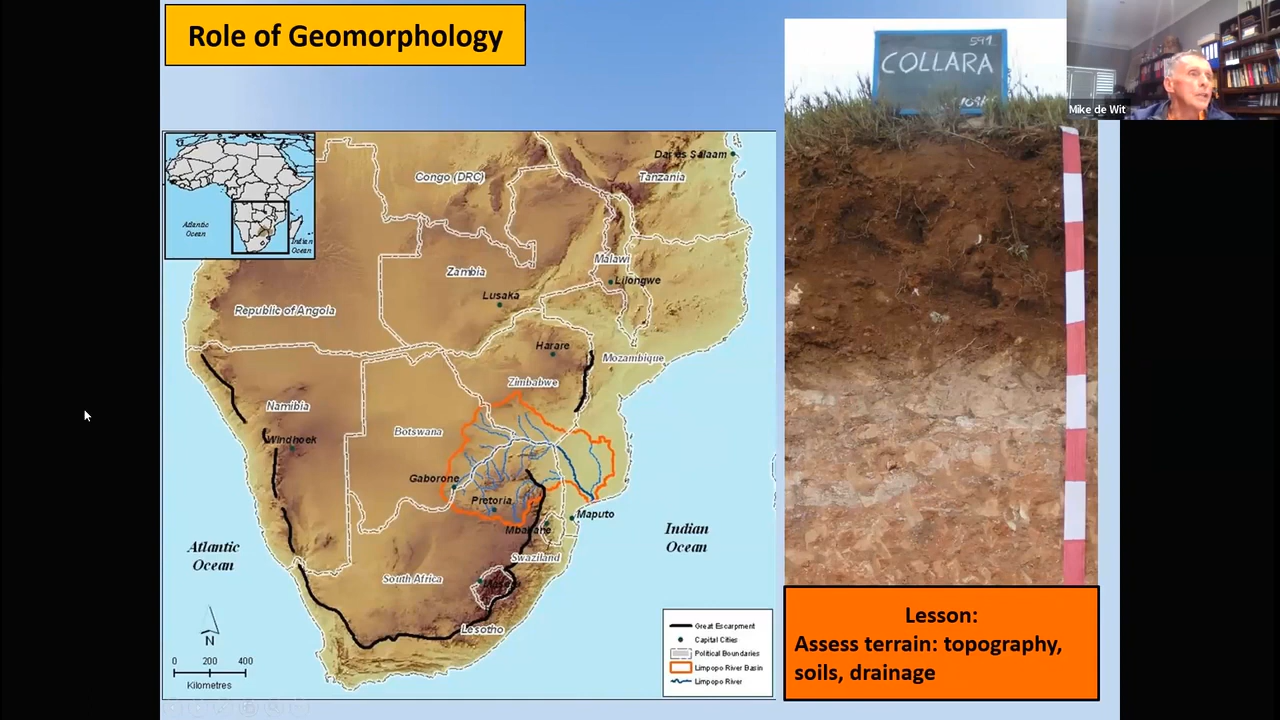 Role of Geomorphology
591
COLLARA
Mike de Wit
Dar es Salaam
Congo (DRC)
Tanzania
Atlantic
Ocean
Indian
Ocean
Malawi
Zambia
Lilongwe
Lusaka
Republic of Angola
Harare
Mozambique
Zimbabwe
Namibia
Botswana
Windhoek
Gaborone
Pretoria
Maputo
Mbabane
Indian
Ocean
Atlantic
Ocean
Swaziland
South Africa
Lesotho
N
0 200 400
Kilometres
Great Escarpment
Capital Cities
Political Boundaries
Limpopo River Basin
Limpopo River
Lesson:
Assess terrain: topography,
soils, drainage